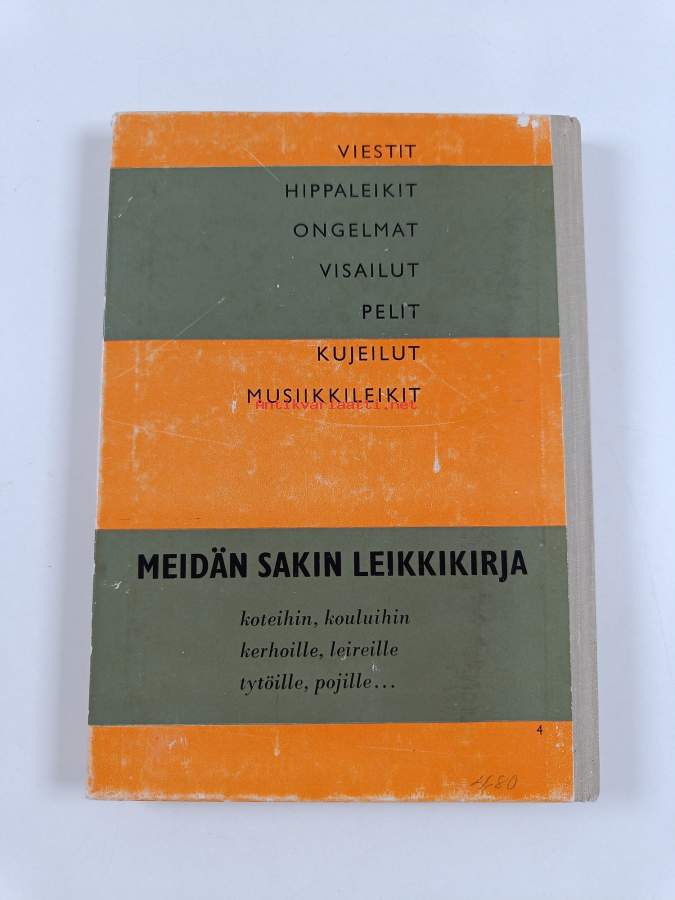 VIESTIT
HIPPALEIKIT
ONGELMAT
VISAILUT
PELIT
KUJEILUT
MUSIIKKILEIKIT
Antikvariaatti.net
MEIDÄN SAKIN LEIKKIKIRJA
koteihin, kouluihin
kerhoille, leireille
tytöille, pojille...
4